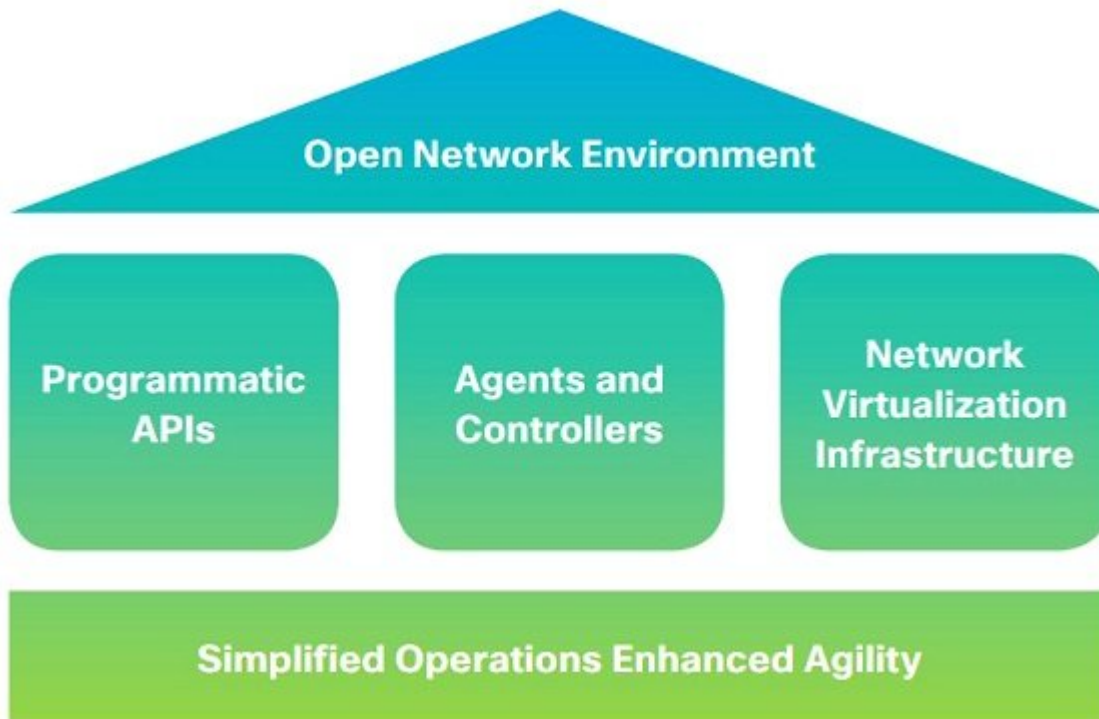 Open Network Environment
Programmatic
APIs
Agents and
Controllers
Network
Virtualization
Infrastructure
Simplified Operations Enhanced Agility